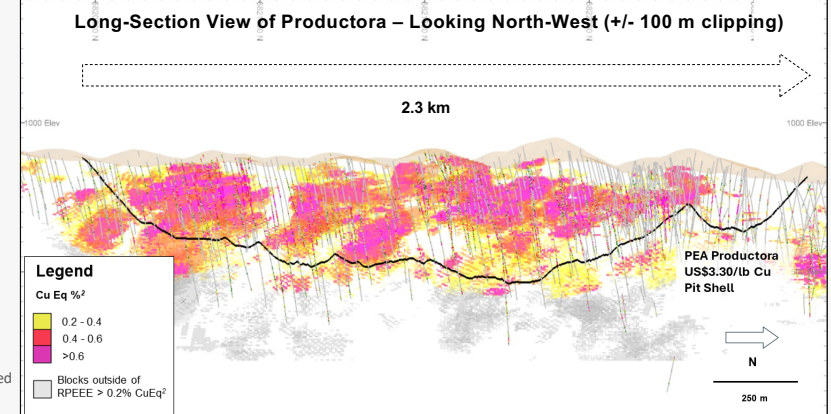 Long-Section View of Productora – Looking North-West (+/- 100 m clipping)
2.3 km
1000 Elev
1000 Elev
PEA Productora
US$3.30/lb Cu
Pit Shell
N
250 m
Legend
Cu Eq %²
0.2 - 0.4
0.4 - 0.6
>0.6
Blocks outside of
RPEEE > 0.2% CuEq²
ed